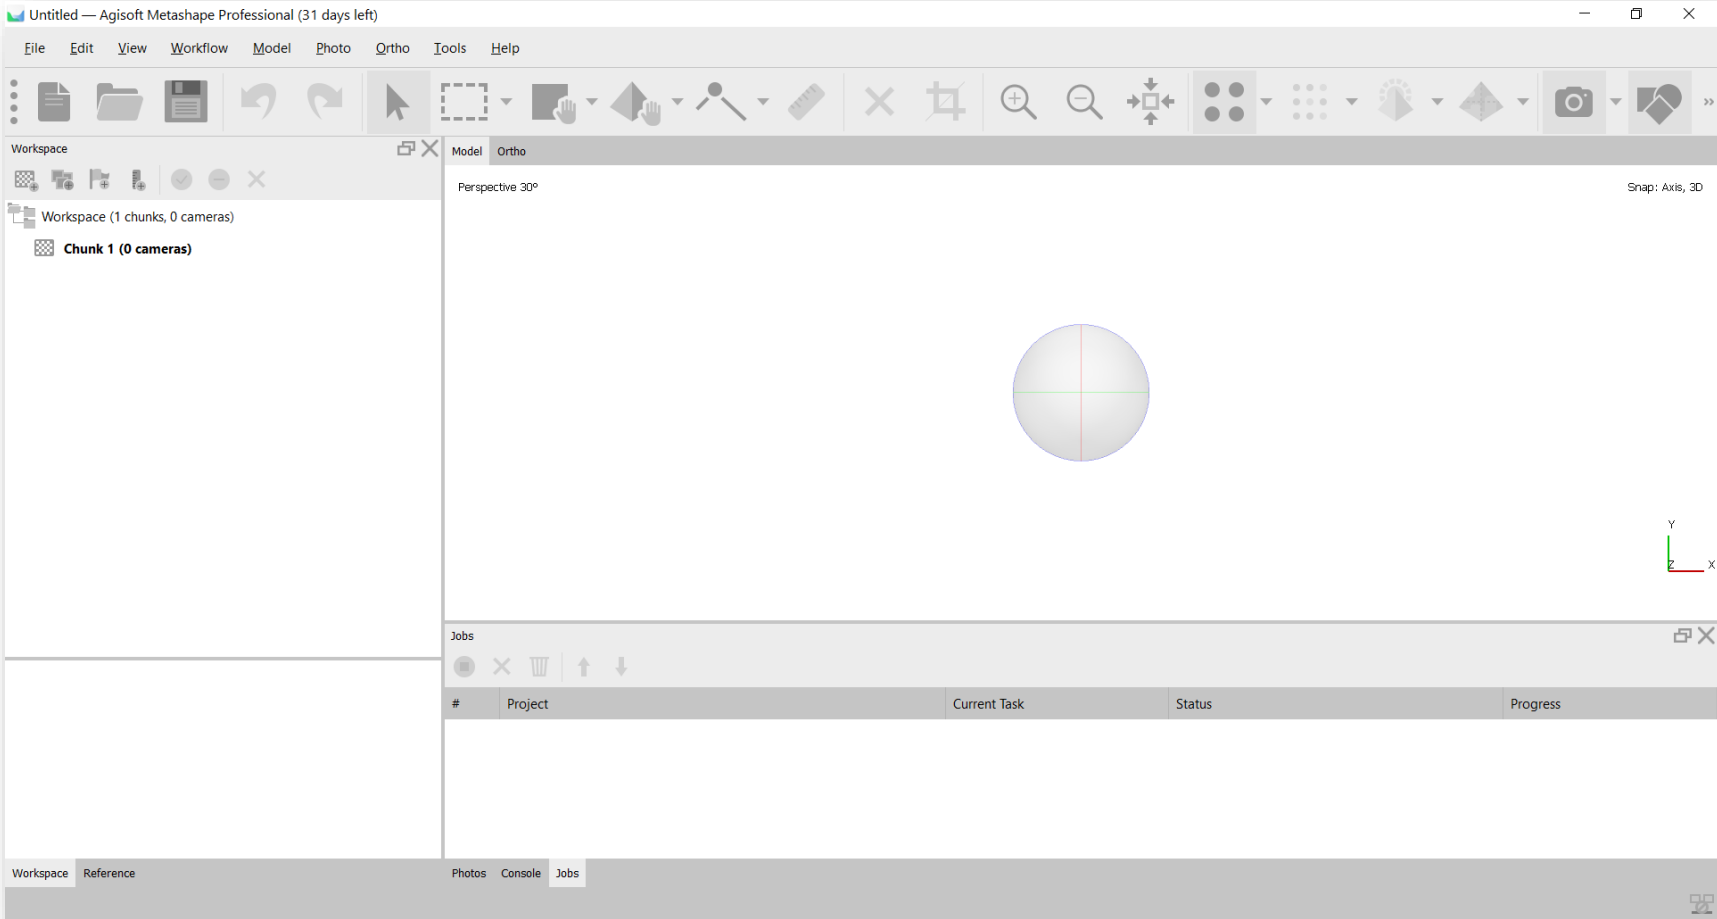 Untitled — Agisoft Metashape Professional (31 days left)
File Edit View Workflow Model Photo Ortho Tools Help
Workspace
Model Ortho
Perspective 30°
Snap: Axis, 3D
Workspace (1 chunks, 0 cameras)
Chunk 1 (0 cameras)
Y
Z
X
Jobs
# Project Current Task Status Progress
Workspace Reference
Photos Console Jobs